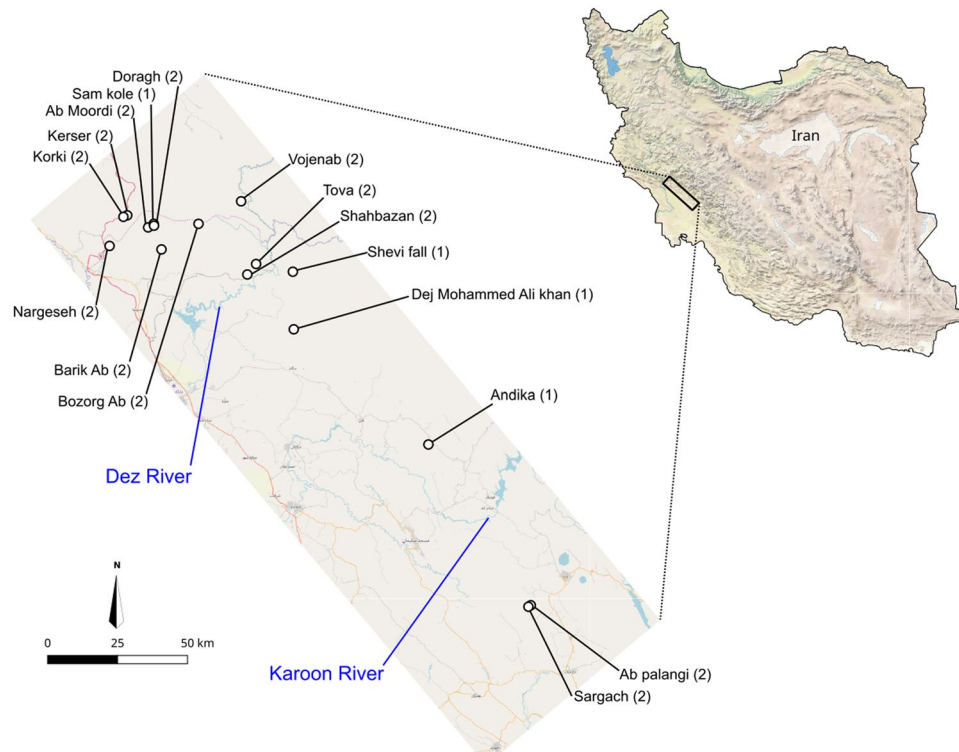 Doragh (2)
Sam kole (1)
Ab Moordi (2)
Kerser (2)
Korki (2)
Vojenab (2)
Tova (2)
Shahbazan (2)
Shevi fall (1)
Dej Mohammed Ali khan (1)
Nargeseh (2)
Barik Ab (2)
Bozorg Ab (2)
Andika (1)
Dez River
Karoon River
Ab palangi (2)
Sargach (2)
Iran
N
0 25 50 km